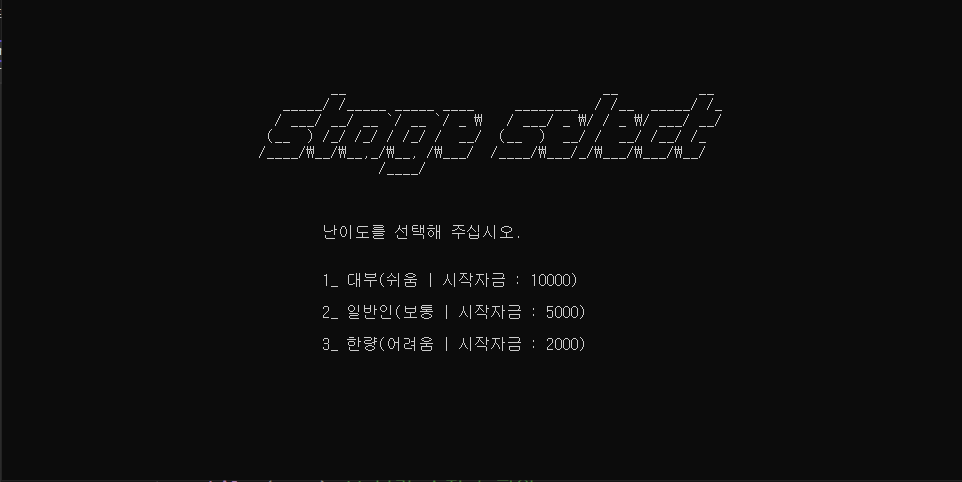 stage select
난이도를 선택해 주십시오.
1_ 대부(쉬움 | 시작자금 : 10000)
2_ 일반인(보통 | 시작자금 : 5000)
3_ 한량(어려움 | 시작자금 : 2000)